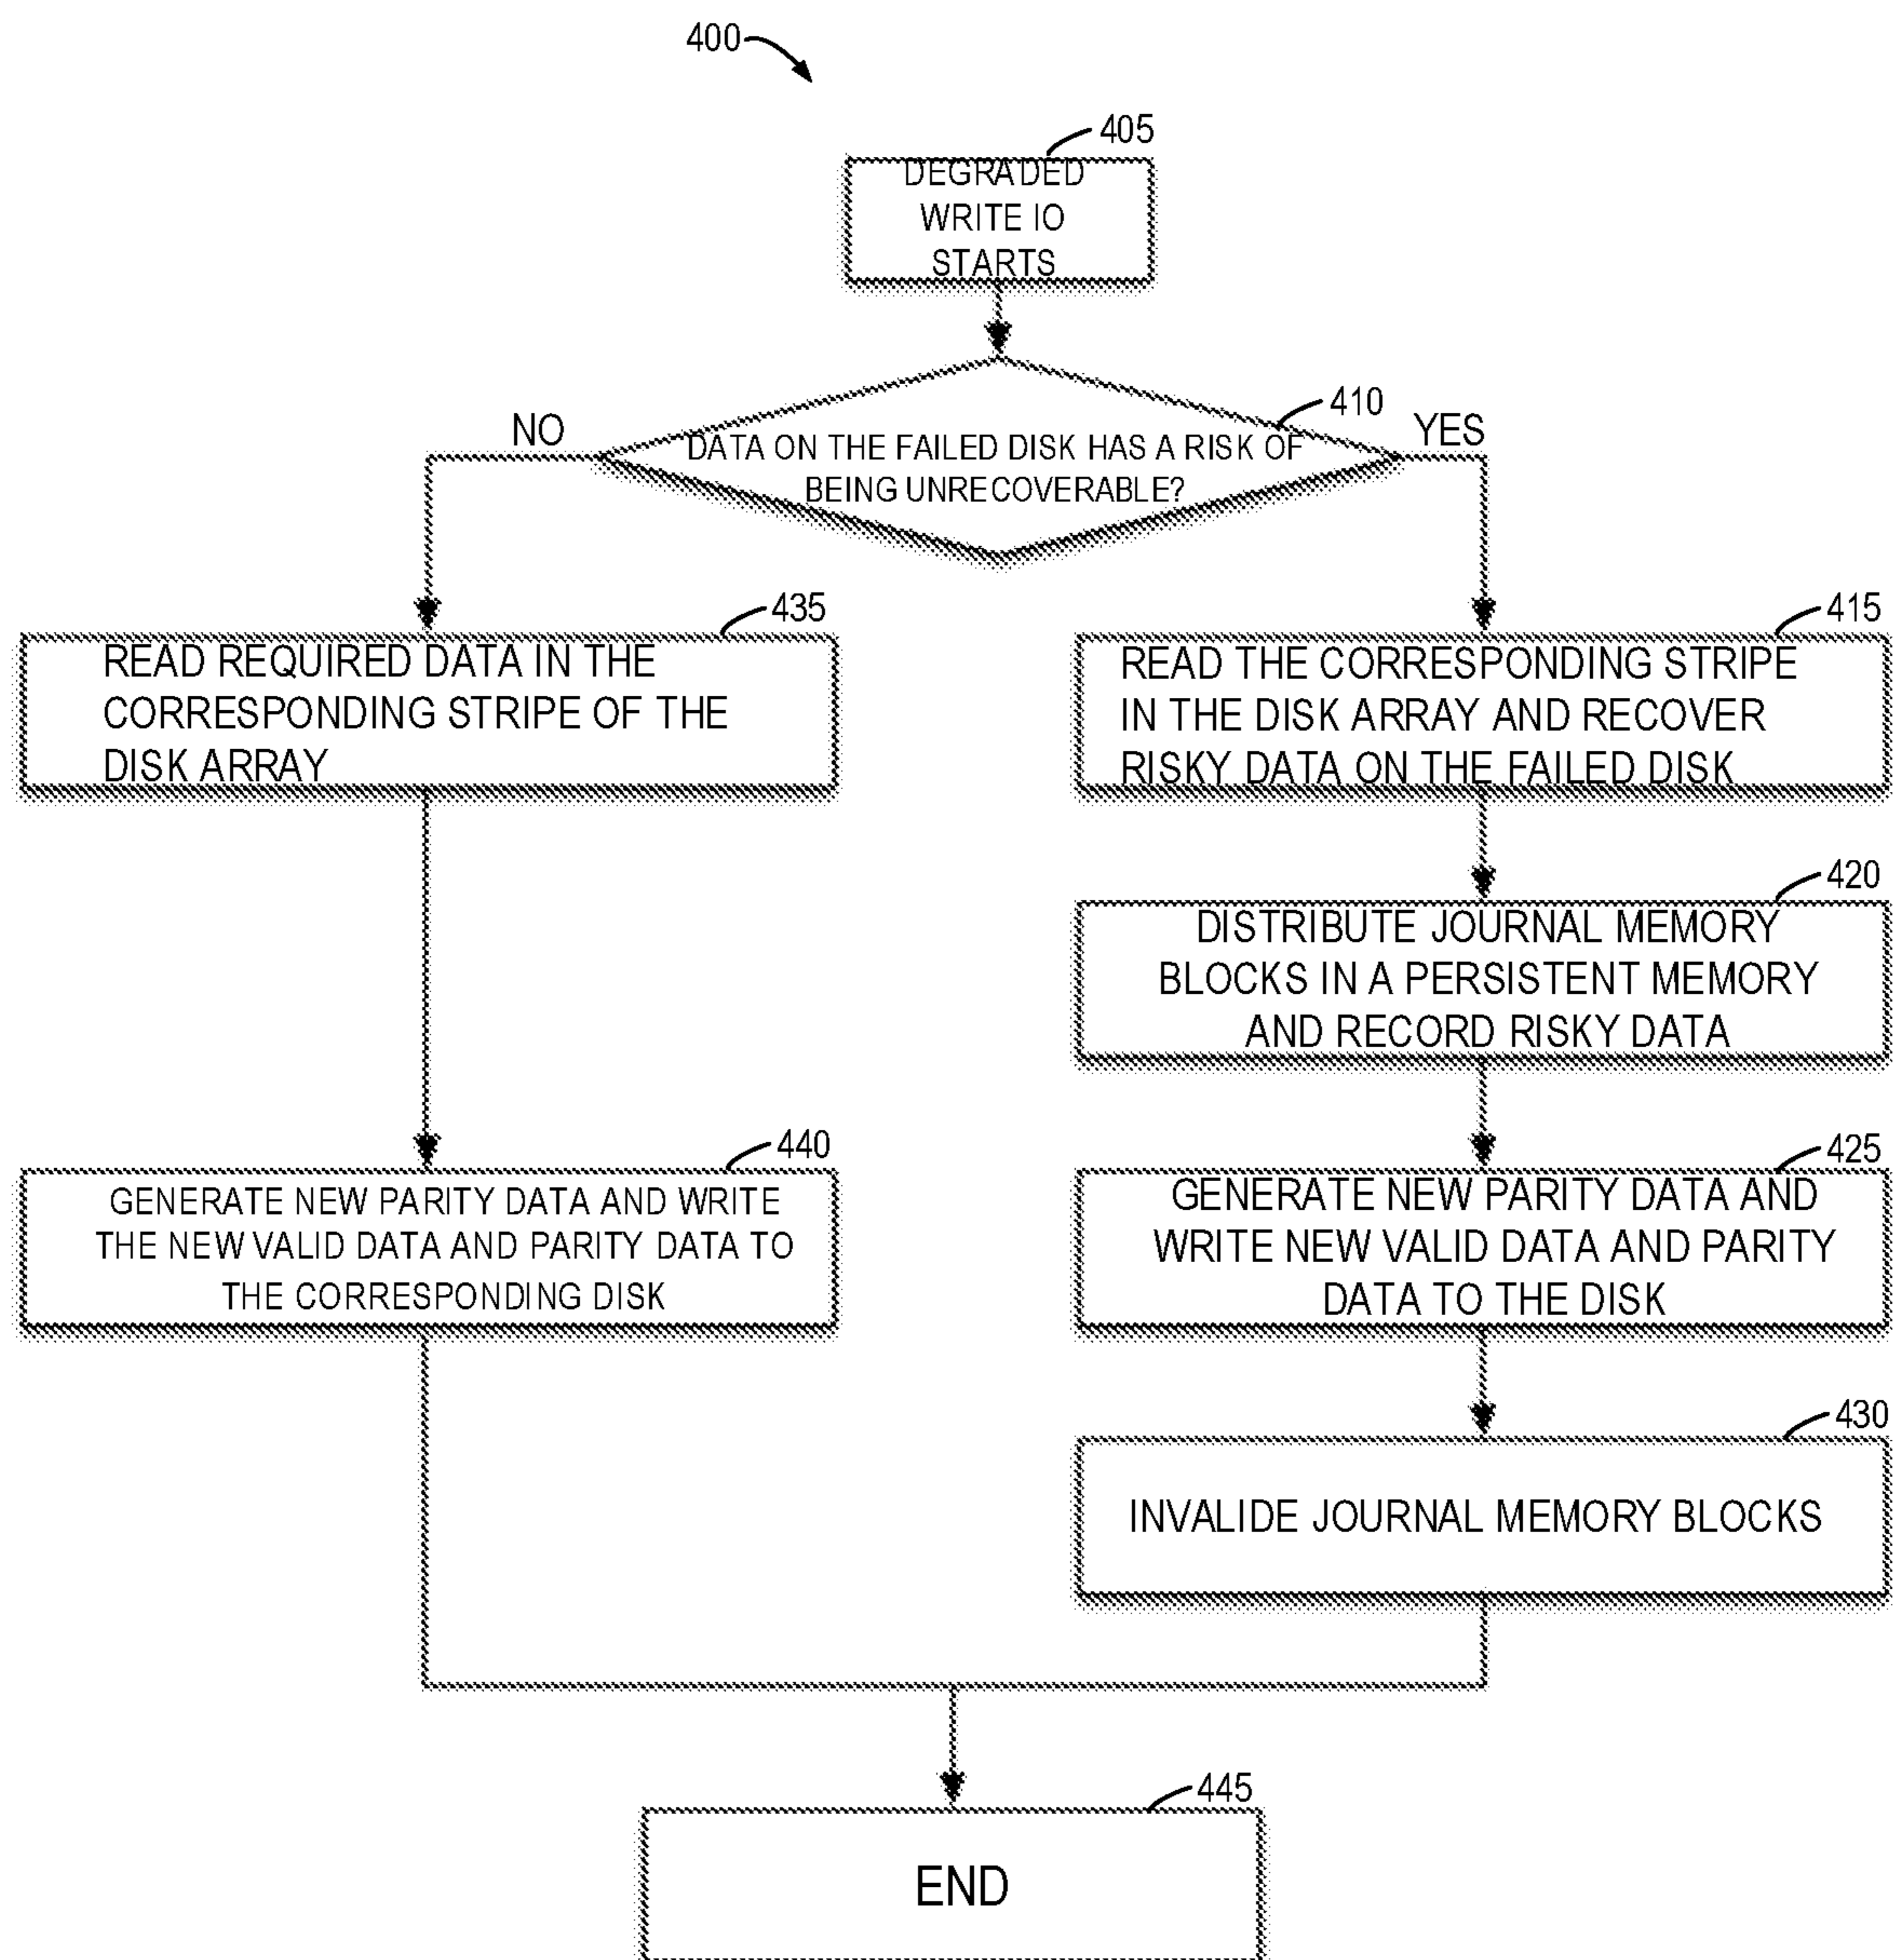 400
405
DEGRADED
WRITE IO
STARTS
410
NO
YES
DATA ON THE FAILED DISK HAS A RISK OF
BEING UNRECOVERABLE?
435
READ REQUIRED DATA IN THE
CORRESPONDING STRIPE OF THE
DISK ARRAY
415
READ THE CORRESPONDING STRIPE
IN THE DISK ARRAY AND RECOVER
RISKY DATA ON THE FAILED DISK
420
DISTRIBUTE JOURNAL MEMORY
BLOCKS IN A PERSISTENT MEMORY
AND RECORD RISKY DATA
440
GENERATE NEW PARITY DATA AND WRITE
THE NEW VALID DATA AND PARITY DATA TO
THE CORRESPONDING DISK
425
GENERATE NEW PARITY DATA AND
WRITE NEW VALID DATA AND PARITY
DATA TO THE DISK
430
INVALIDE JOURNAL MEMORY BLOCKS
445
END